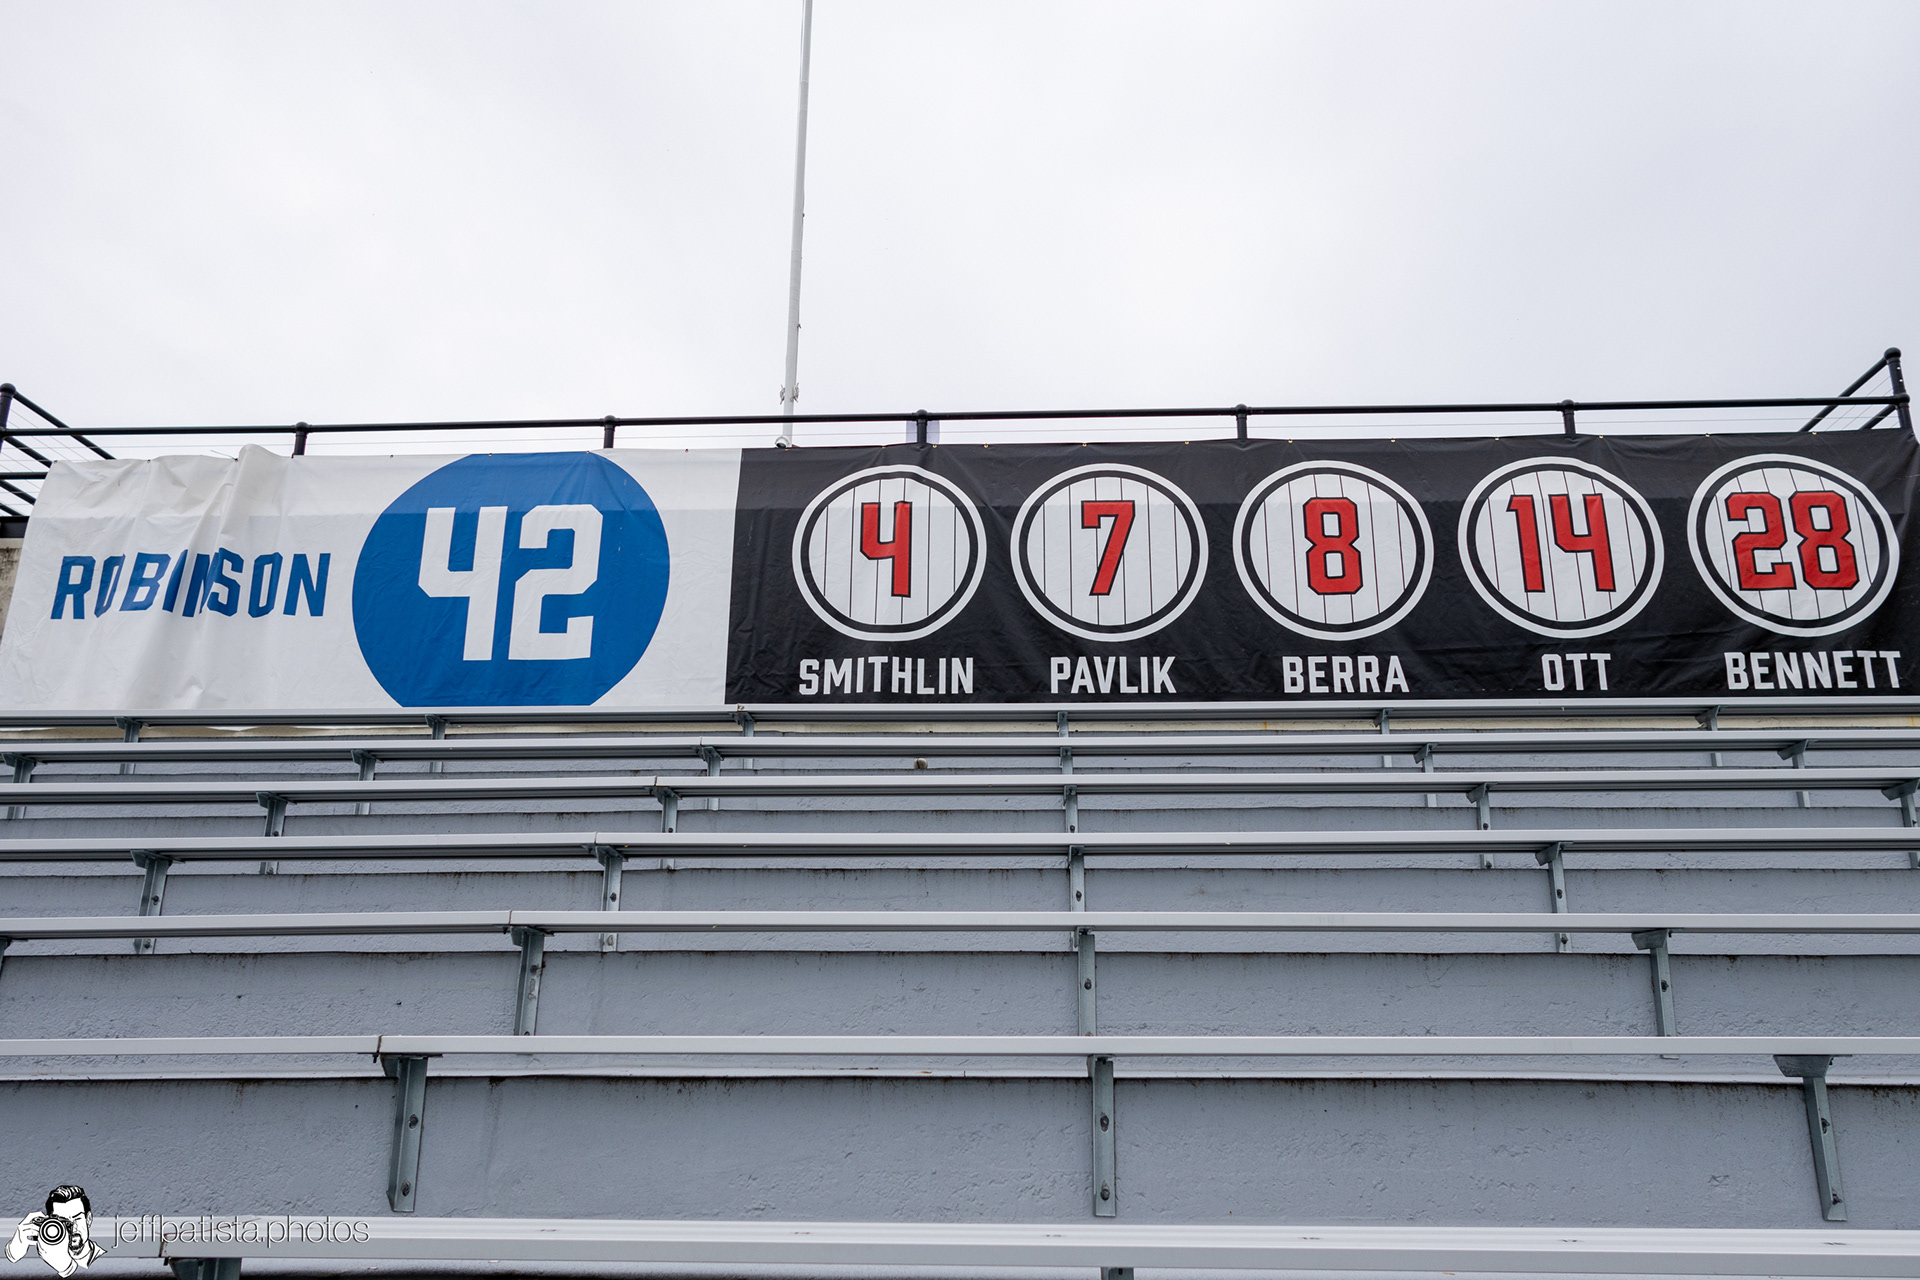 ROBINSON 42
4 7 8 14 28
SMITHLIN PAVLIK BERRA OTT BENNETT
jeffbatista.photos